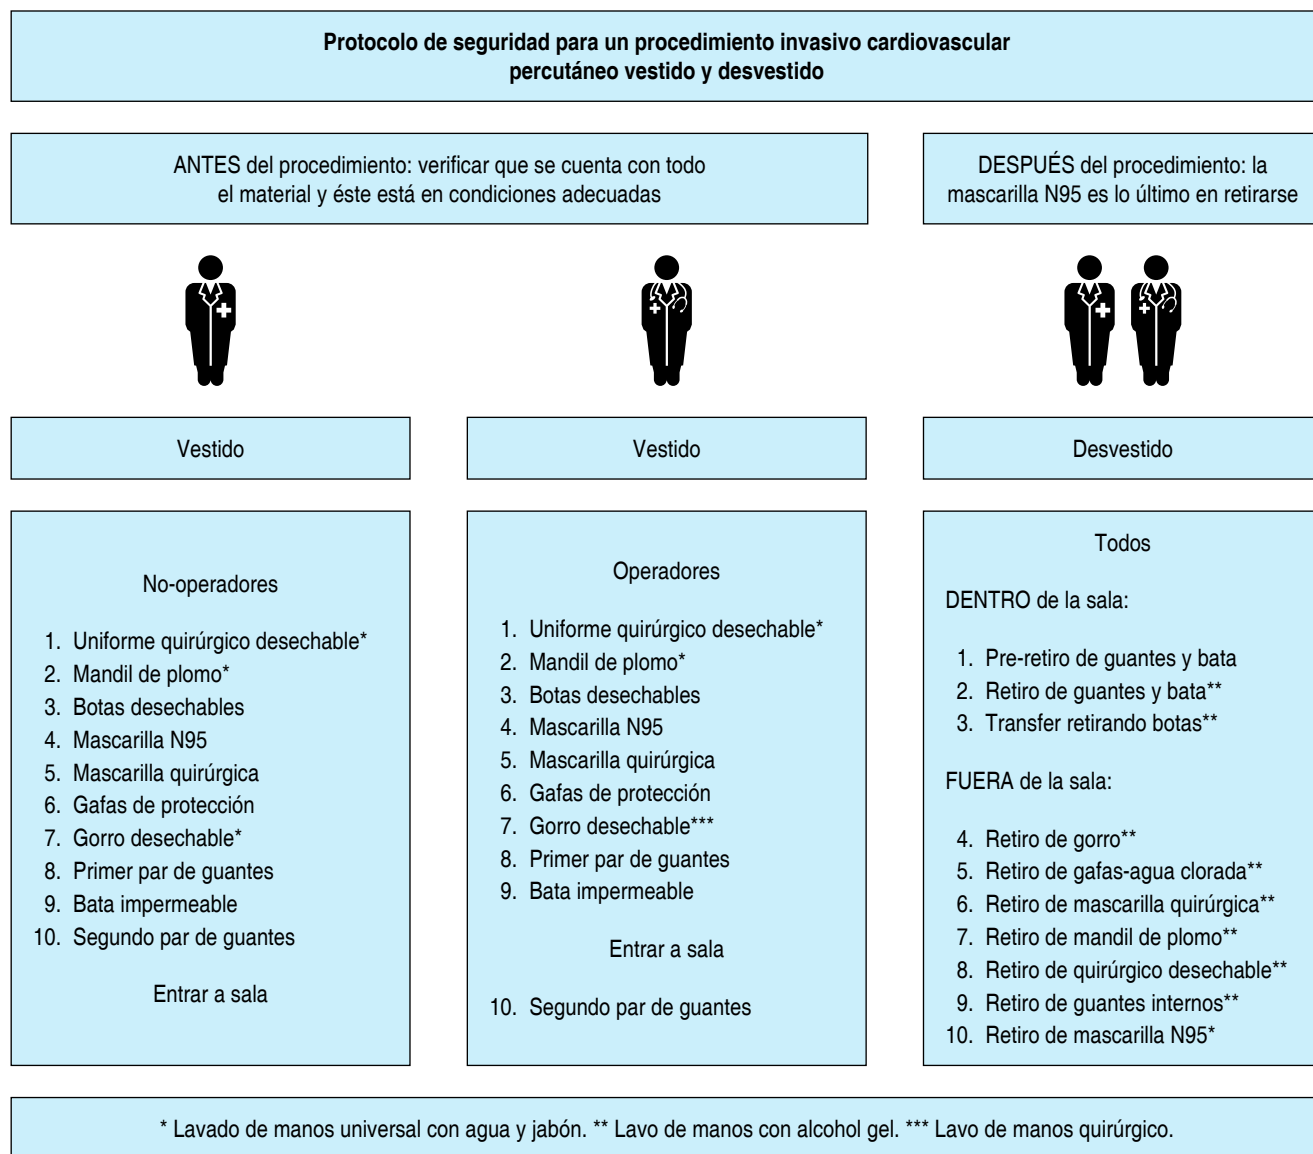 Protocolo de seguridad para un procedimiento invasivo cardiovascular
percutáneo vestido y desvestido
ANTES del procedimiento: verificar que se cuenta con todo
el material y éste está en condiciones adecuadas
DESPUÉS del procedimiento: la
mascarilla N95 es lo último en retirarse
Vestido
Vestido
Desvestido
No-operadores
1. Uniforme quirúrgico desechable*
2. Mandil de plomo*
3. Botas desechables
4. Mascarilla N95
5. Mascarilla quirúrgica
6. Gafas de protección
7. Gorro desechable*
8. Primer par de guantes
9. Bata impermeable
10. Segundo par de guantes
Entrar a sala
Operadores
1. Uniforme quirúrgico desechable*
2. Mandil de plomo*
3. Botas desechables
4. Mascarilla N95
5. Mascarilla quirúrgica
6. Gafas de protección
7. Gorro desechable***
8. Primer par de guantes
9. Bata impermeable
Entrar a sala
10. Segundo par de guantes
Todos
DENTRO de la sala:
1. Pre-retiro de guantes y bata
2. Retiro de guantes y bata**
3. Transfer retirando botas**
FUERA de la sala:
4. Retiro de gorro**
5. Retiro de gafas-agua clorada**
6. Retiro de mascarilla quirúrgica**
7. Retiro de mandil de plomo**
8. Retiro de quirúrgico desechable**
9. Retiro de guantes internos**
10. Retiro de mascarilla N95*
* Lavado de manos universal con agua y jabón. ** Lavo de manos con alcohol gel. *** Lavo de manos quirúrgico.